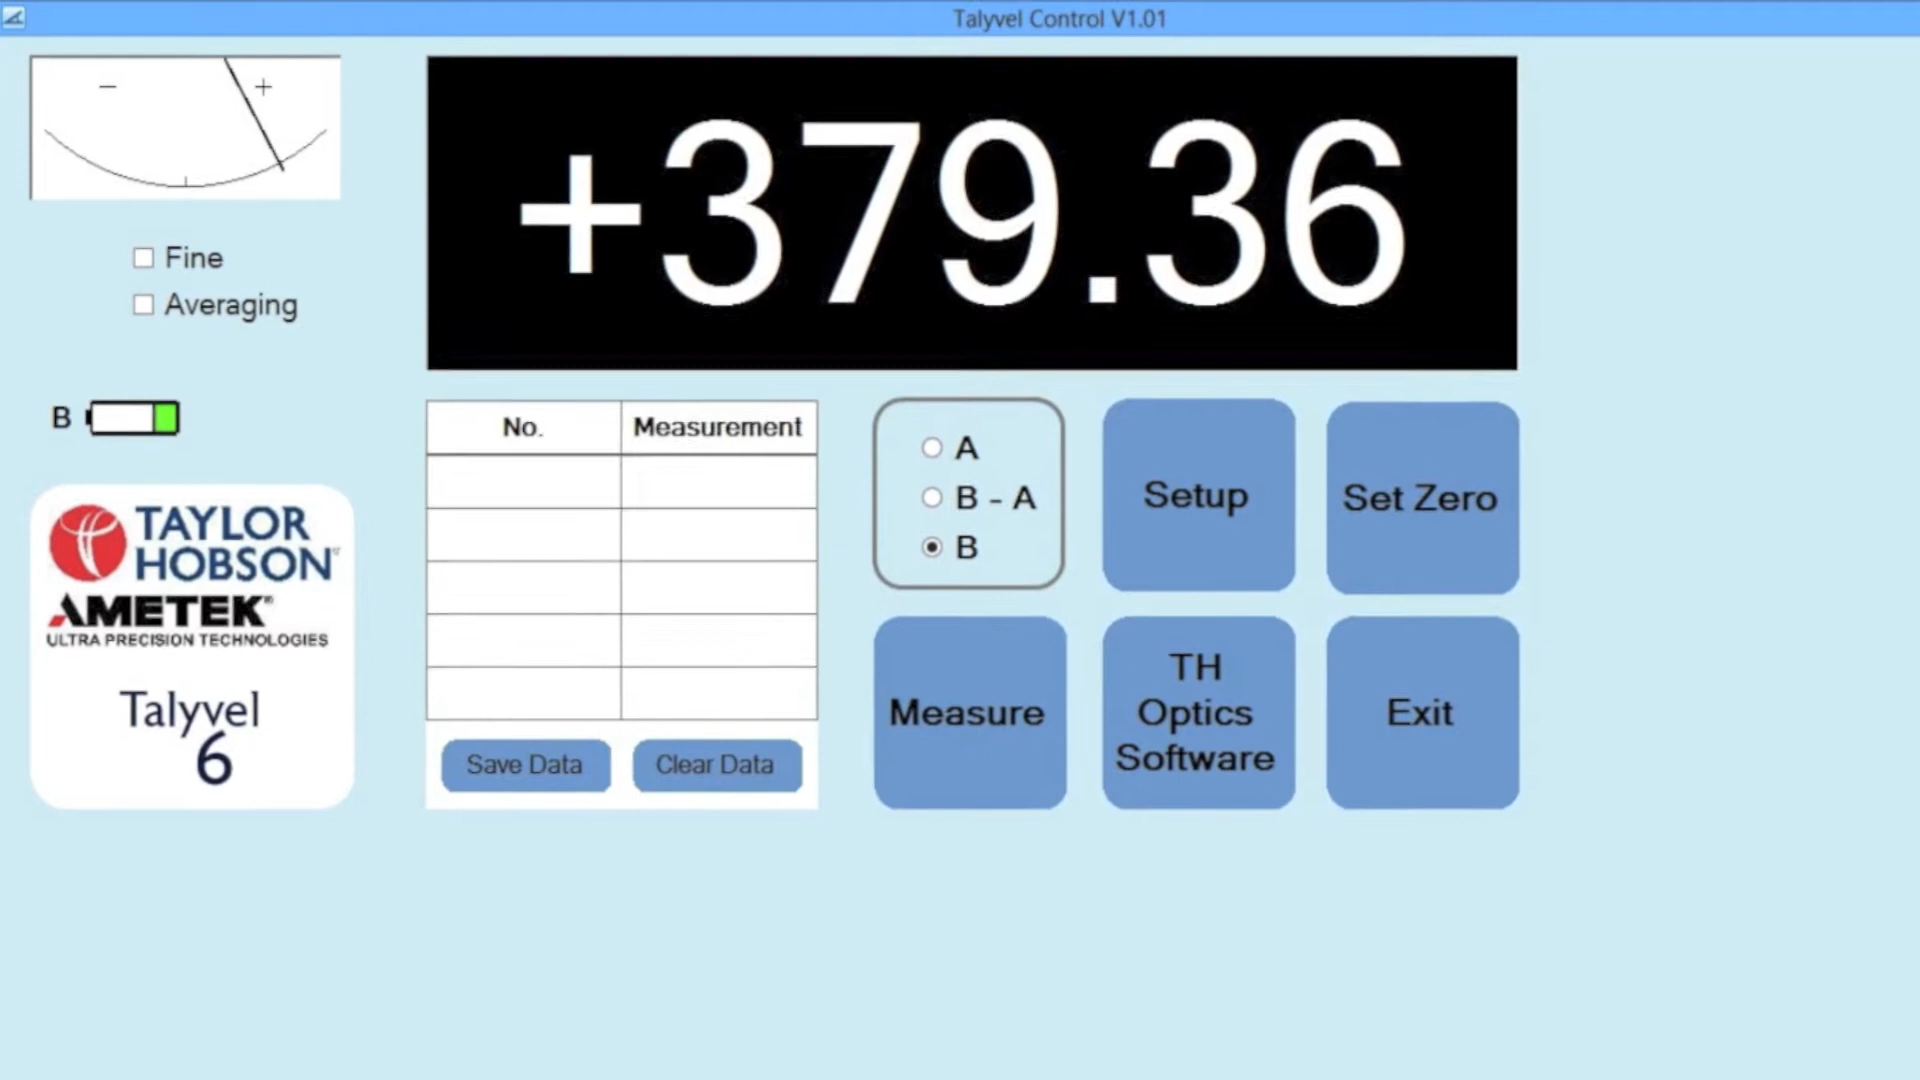 Talyvel Control V1.01
− +
+379.36
Fine
Averaging
B
No. Measurement
A
B - A
B
Setup
Set Zero
TAYLOR
HOBSON
AMETEK®
ULTRA PRECISION TECHNOLOGIES
Talyvel
6
Save Data
Clear Data
Measure
TH
Optics
Software
Exit